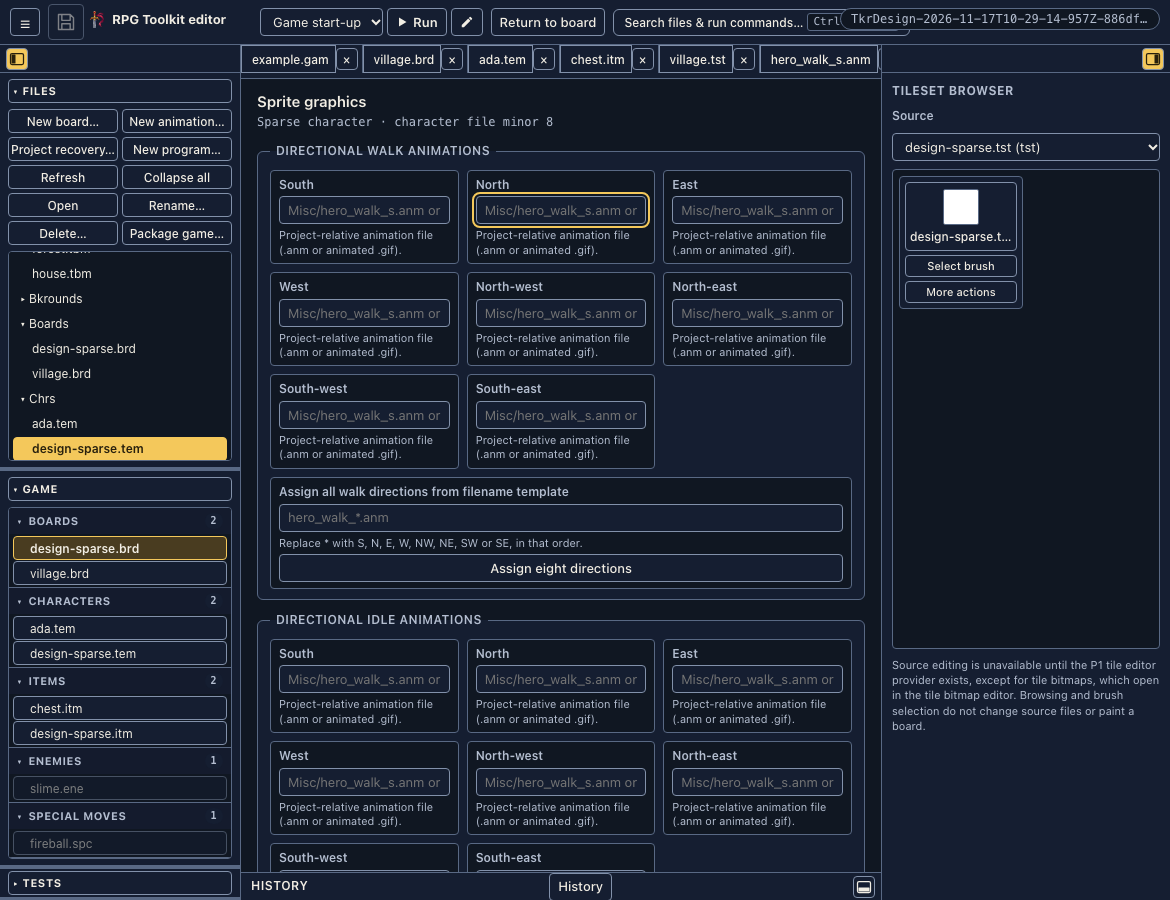 RPG Toolkit editor
Game start-up
Run
Return to board
Search files & run commands...
Ctrl
TkrDesign-2026-11-17T10-29-14-957Z-886df…
example.gam ×
village.brd ×
ada.tem ×
chest.itm ×
village.tst ×
hero_walk_s.anm
FILES
New board...
New animation...
Project recovery...
New program...
Refresh
Collapse all
Open
Rename...
Delete...
Package game...
house.tbm
Bkrounds
Boards
design-sparse.brd
village.brd
Chrs
ada.tem
design-sparse.tem
GAME
BOARDS 2
design-sparse.brd
village.brd
CHARACTERS 2
ada.tem
design-sparse.tem
ITEMS 2
chest.itm
design-sparse.itm
ENEMIES 1
slime.ene
SPECIAL MOVES 1
fireball.spc
TESTS
Sprite graphics
Sparse character · character file minor 8
DIRECTIONAL WALK ANIMATIONS
South
Misc/hero_walk_s.anm or
Project-relative animation file
(.anm or animated .gif).
North
Misc/hero_walk_s.anm or
Project-relative animation file
(.anm or animated .gif).
East
Misc/hero_walk_s.anm or
Project-relative animation file
(.anm or animated .gif).
West
Misc/hero_walk_s.anm or
Project-relative animation file
(.anm or animated .gif).
North-west
Misc/hero_walk_s.anm or
Project-relative animation file
(.anm or animated .gif).
North-east
Misc/hero_walk_s.anm or
Project-relative animation file
(.anm or animated .gif).
South-west
Misc/hero_walk_s.anm or
Project-relative animation file
(.anm or animated .gif).
South-east
Misc/hero_walk_s.anm or
Project-relative animation file
(.anm or animated .gif).
Assign all walk directions from filename template
hero_walk_*.anm
Replace * with S, N, E, W, NW, NE, SW or SE, in that order.
Assign eight directions
DIRECTIONAL IDLE ANIMATIONS
South
Misc/hero_walk_s.anm or
Project-relative animation file
(.anm or animated .gif).
North
Misc/hero_walk_s.anm or
Project-relative animation file
(.anm or animated .gif).
East
Misc/hero_walk_s.anm or
Project-relative animation file
(.anm or animated .gif).
West
Misc/hero_walk_s.anm or
Project-relative animation file
(.anm or animated .gif).
North-west
Misc/hero_walk_s.anm or
Project-relative animation file
(.anm or animated .gif).
North-east
Misc/hero_walk_s.anm or
Project-relative animation file
(.anm or animated .gif).
South-west
South-east
HISTORY
History
TILESET BROWSER
Source
design-sparse.tst (tst)
design-sparse.t...
Select brush
More actions
Source editing is unavailable until the P1 tile editor
provider exists, except for tile bitmaps, which open
in the tile bitmap editor. Browsing and brush
selection do not change source files or paint a
board.